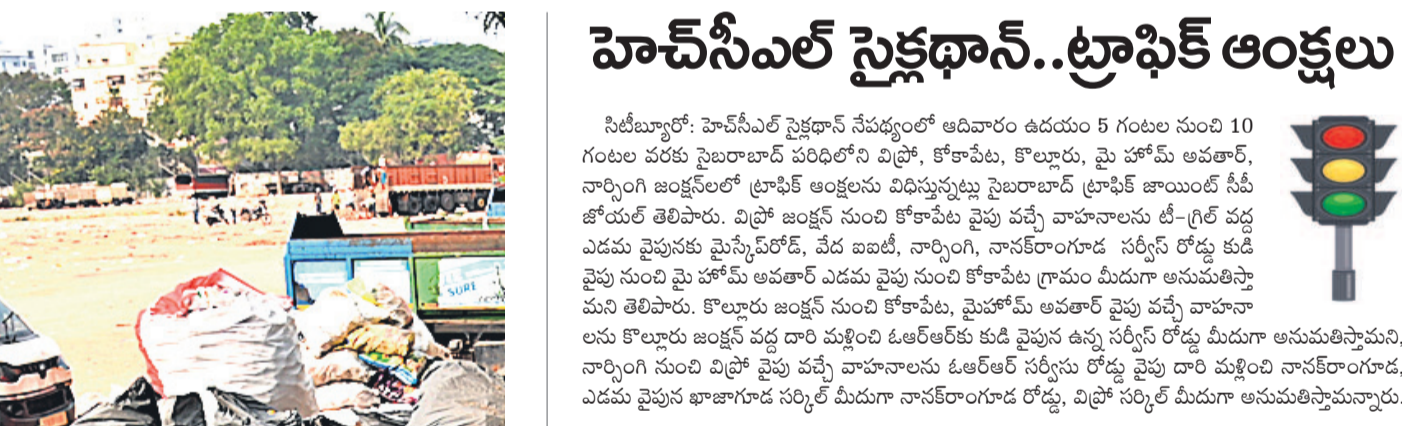 హెచ్‌సీఎల్ సైక్లథాన్..ట్రాఫిక్ ఆంక్షలు
సిటీబ్యూరో: హెచ్‌సీఎల్ సైక్లథాన్ నేపథ్యంలో ఆదివారం ఉదయం 5 గంటల నుంచి 10
గంటల వరకు సైబరాబాద్ పరిధిలోని విప్రో, కోకాపేట, కొల్లూరు, మై హోమ్ అవతార్,
నార్సింగి జంక్షన్‌లలో ట్రాఫిక్ ఆంక్షలను విధిస్తున్నట్లు సైబరాబాద్ ట్రాఫిక్ జాయింట్ సీపీ
జోయల్ తెలిపారు. విప్రో జంక్షన్ నుంచి కోకాపేట వైపు వచ్చే వాహనాలను టీ-గ్రిల్ వద్ద
ఎడమ వైపునకు మైస్కేప్‌రోడ్, వేద ఐఐటీ, నార్సింగి, నానక్‌రాంగూడ సర్వీస్ రోడ్డు కుడి
వైపు నుంచి మై హోమ్ అవతార్ ఎడమ వైపు నుంచి కోకాపేట గ్రామం మీదుగా అనుమతిస్తా
మని తెలిపారు. కొల్లూరు జంక్షన్ నుంచి కోకాపేట, మైహోమ్ అవతార్ వైపు వచ్చే వాహనా
లను కొల్లూరు జంక్షన్ వద్ద దారి మళ్లించి ఓఆర్ఆర్‌కు కుడి వైపున ఉన్న సర్వీస్ రోడ్డు మీదుగా అనుమతిస్తామని,
నార్సింగి నుంచి విప్రో వైపు వచ్చే వాహనాలను ఓఆర్ఆర్ సర్వీసు రోడ్డు వైపు దారి మళ్లించి నానక్‌రాంగూడ,
ఎడమ వైపున ఖాజాగూడ సర్కిల్ మీదుగా నానక్‌రాంగూడ రోడ్డు, విప్రో సర్కిల్ మీదుగా అనుమతిస్తామన్నారు.
SURE